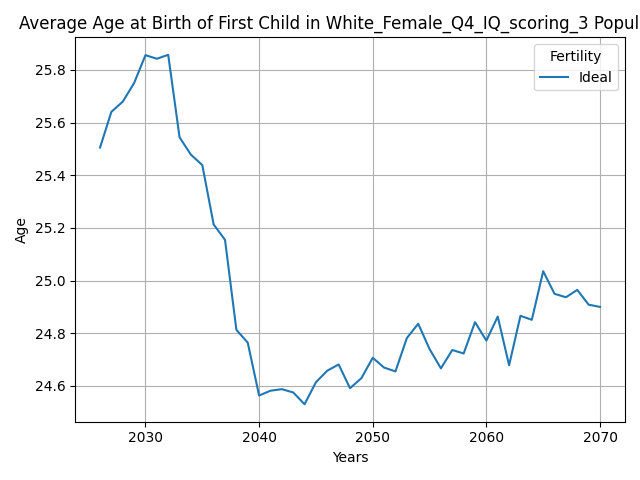 Average Age at Birth of First Child in White_Female_Q4_IQ_scoring_3 Popul
Fertility
Ideal
25.8
25.6
25.4
25.2
25.0
24.8
24.6
Age
2030 2040 2050 2060 2070
Years